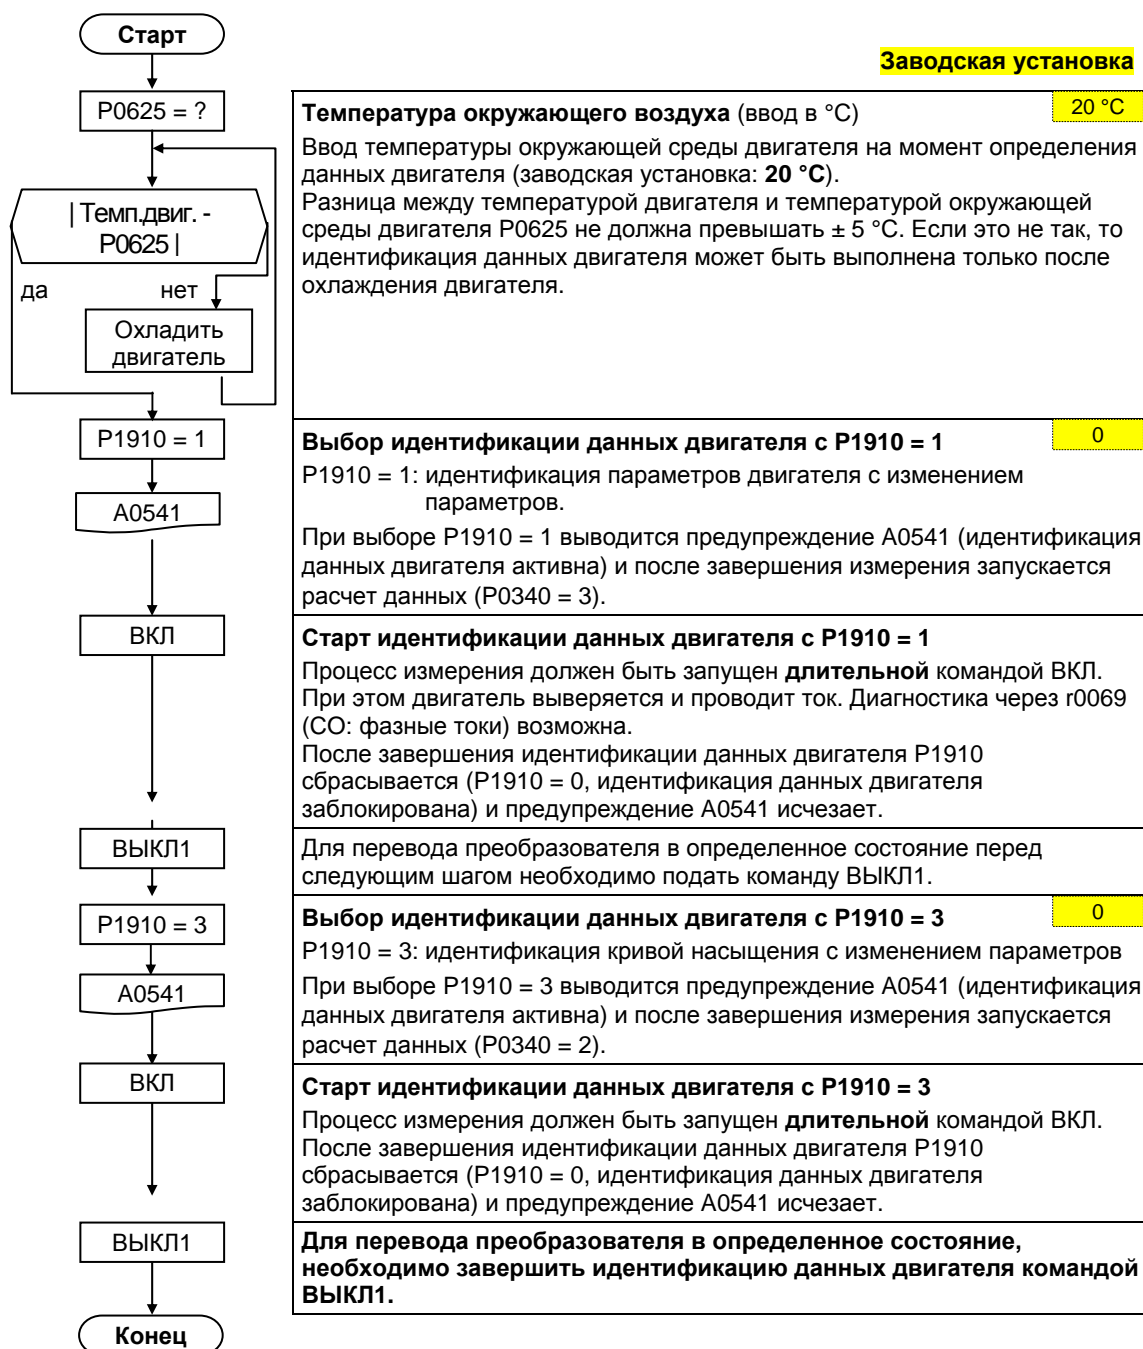 Старт
Заводская установка
P0625 = ?
Температура окружающего воздуха (ввод в °C)
20 °C
Ввод температуры окружающей среды двигателя на момент определения
данных двигателя (заводская установка: 20 °C).
Разница между температурой двигателя и температурой окружающей
среды двигателя P0625 не должна превышать ± 5 °C. Если это не так, то
идентификация данных двигателя может быть выполнена только после
охлаждения двигателя.
| Темп.двиг. -
P0625 |
да
нет
Охладить
двигатель
P1910 = 1
Выбор идентификации данных двигателя с P1910 = 1
0
P1910 = 1: идентификация параметров двигателя с изменением
параметров.
A0541
При выборе P1910 = 1 выводится предупреждение A0541 (идентификация
данных двигателя активна) и после завершения измерения запускается
расчет данных (P0340 = 3).
ВКЛ
Старт идентификации данных двигателя с P1910 = 1
Процесс измерения должен быть запущен длительной командой ВКЛ.
При этом двигатель выверяется и проводит ток. Диагностика через r0069
(CO: фазные токи) возможна.
После завершения идентификации данных двигателя P1910
сбрасывается (P1910 = 0, идентификация данных двигателя
заблокирована) и предупреждение A0541 исчезает.
ВЫКЛ1
Для перевода преобразователя в определенное состояние перед
следующим шагом необходимо подать команду ВЫКЛ1.
P1910 = 3
Выбор идентификации данных двигателя с P1910 = 3
0
P1910 = 3: идентификация кривой насыщения с изменением параметров
A0541
При выборе P1910 = 3 выводится предупреждение A0541 (идентификация
данных двигателя активна) и после завершения измерения запускается
расчет данных (P0340 = 2).
ВКЛ
Старт идентификации данных двигателя с P1910 = 3
Процесс измерения должен быть запущен длительной командой ВКЛ.
После завершения идентификации данных двигателя P1910
сбрасывается (P1910 = 0, идентификация данных двигателя
заблокирована) и предупреждение A0541 исчезает.
ВЫКЛ1
Для перевода преобразователя в определенное состояние,
необходимо завершить идентификацию данных двигателя командой
ВЫКЛ1.
Конец